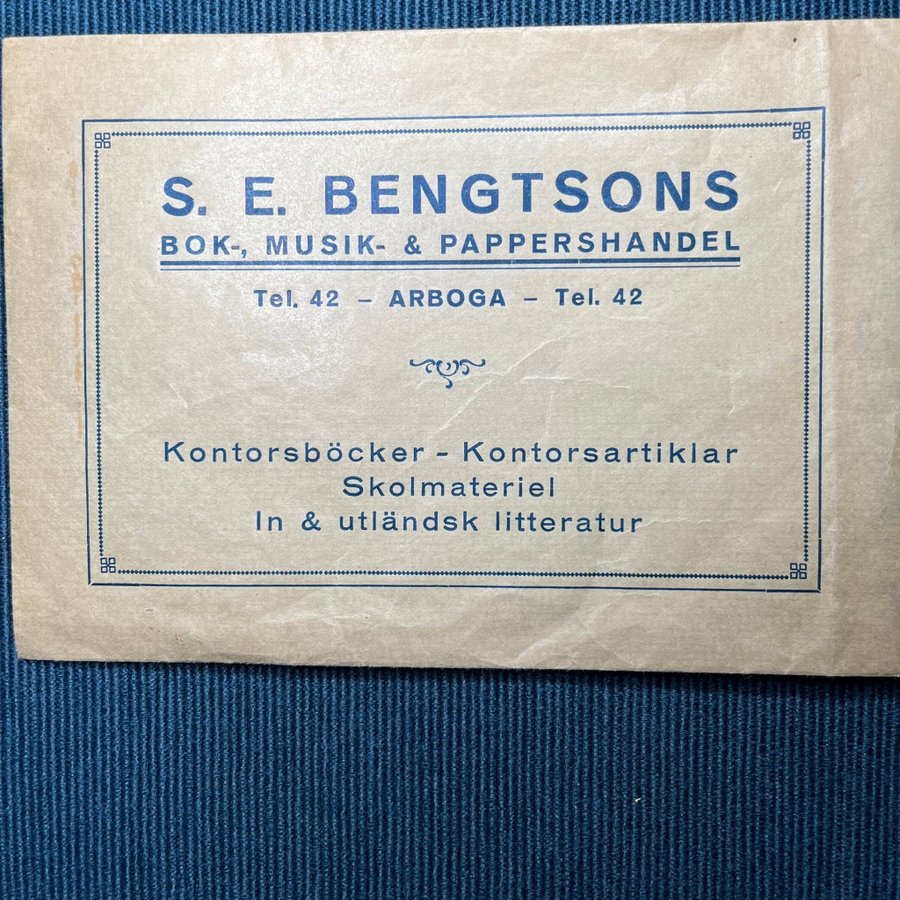 S. E. BENGTSONS
BOK-, MUSIK- & PAPPERSHANDEL
Tel. 42 – ARBOGA – Tel. 42
Kontorsböcker - Kontorsartiklar
Skolmateriel
In & utländsk litteratur